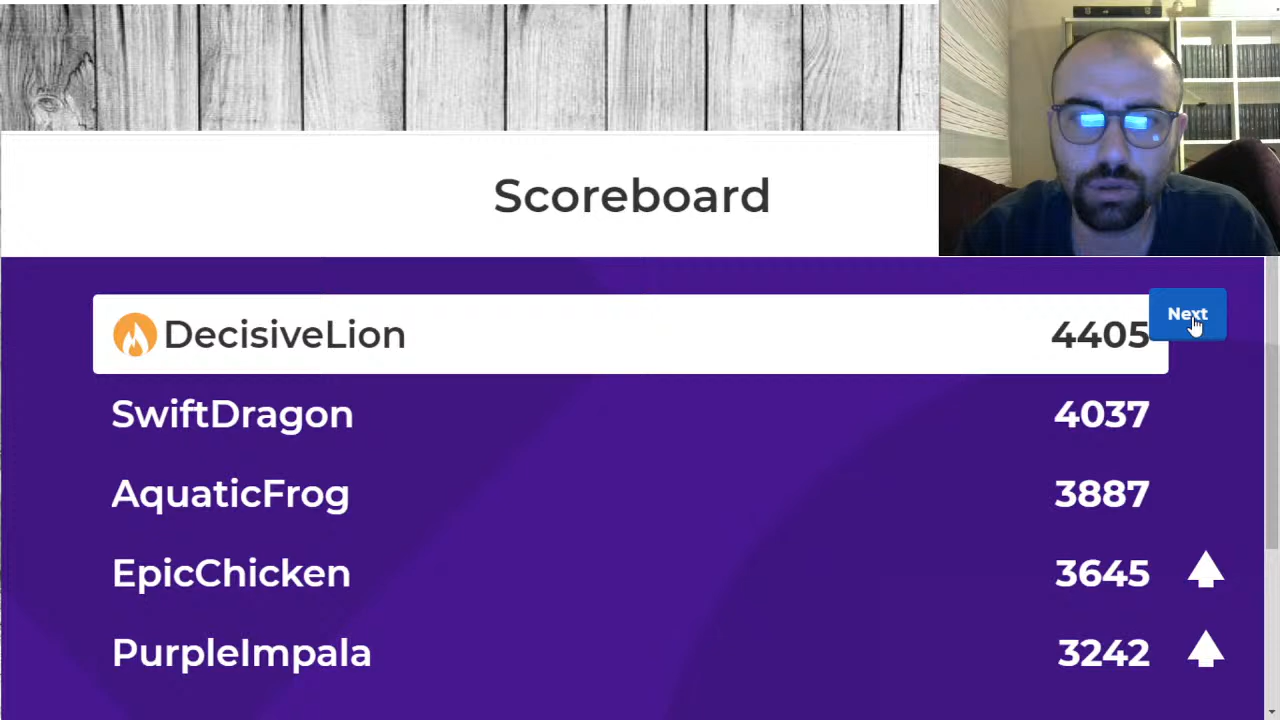 Scoreboard
DecisiveLion 4405
Next
SwiftDragon 4037
AquaticFrog 3887
EpicChicken 3645
PurpleImpala 3242